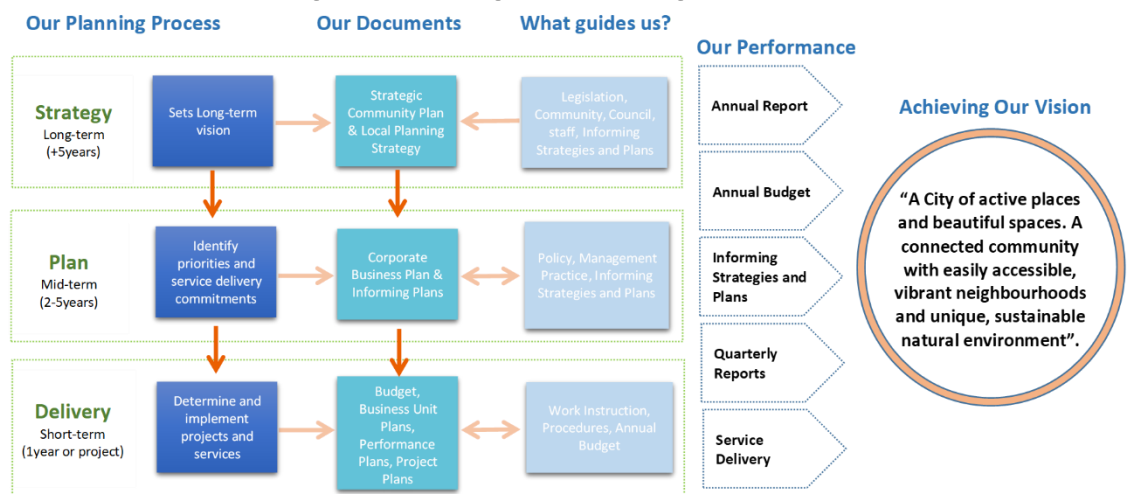 Our Planning Process
Our Documents
What guides us?
Our Performance
Achieving Our Vision
Strategy
Long-term
(+5years)
Sets Long-term
vision
Strategic
Community Plan
& Local Planning
Strategy
Legislation,
Community, Council,
staff, Informing
Strategies and Plans
Plan
Mid-term
(2-5years)
Identify
priorities and
service delivery
commitments
Corporate
Business Plan &
Informing Plans
Policy, Management
Practice, Informing
Strategies and Plans
Delivery
Short-term
(1year or project)
Determine and
implement
projects and
services
Budget,
Business Unit
Plans,
Performance
Plans, Project
Plans
Work Instruction,
Procedures, Annual
Budget
Annual Report
Annual Budget
Informing
Strategies and
Plans
Quarterly
Reports
Service
Delivery
“A City of active places
and beautiful spaces. A
connected community
with easily accessible,
vibrant neighbourhoods
and unique, sustainable
natural environment”.